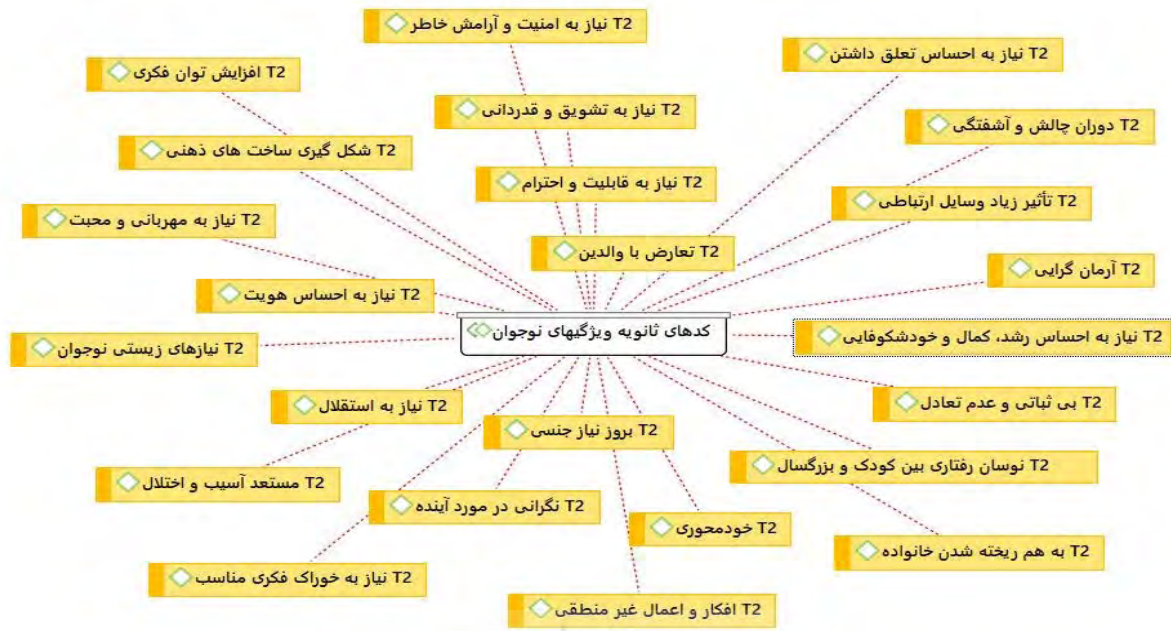 T2 نیاز به امنیت و آرامش خاطر
T2 نیاز به احساس تعلق داشتن
T2 افزایش توان فکری
T2 نیاز به تشویق و قدردانی
T2 دوران چالش و آشفتگی
T2 شکل گیری ساخت های ذهنی
T2 نیاز به قابلیت و احترام
T2 تأثیر زیاد وسایل ارتباطی
T2 نیاز به مهربانی و محبت
T2 تعارض با والدین
T2 آرمان گرایی
T2 نیاز به احساس هویت
کدهای ثانویه ویژگیهای نوجوان
T2 نیاز به احساس رشد، کمال و خودشکوفایی
T2 نیازهای زیستی نوجوان
T2 بی ثباتی و عدم تعادل
T2 نیاز به استقلال
T2 بروز نیاز جنسی
T2 نوسان رفتاری بین کودک و بزرگسال
T2 مستعد آسیب و اختلال
T2 نگرانی در مورد آینده
T2 خودمحوری
T2 به هم ریخته شدن خانواده
T2 نیاز به خوراک فکری مناسب
T2 افکار و اعمال غیر منطقی